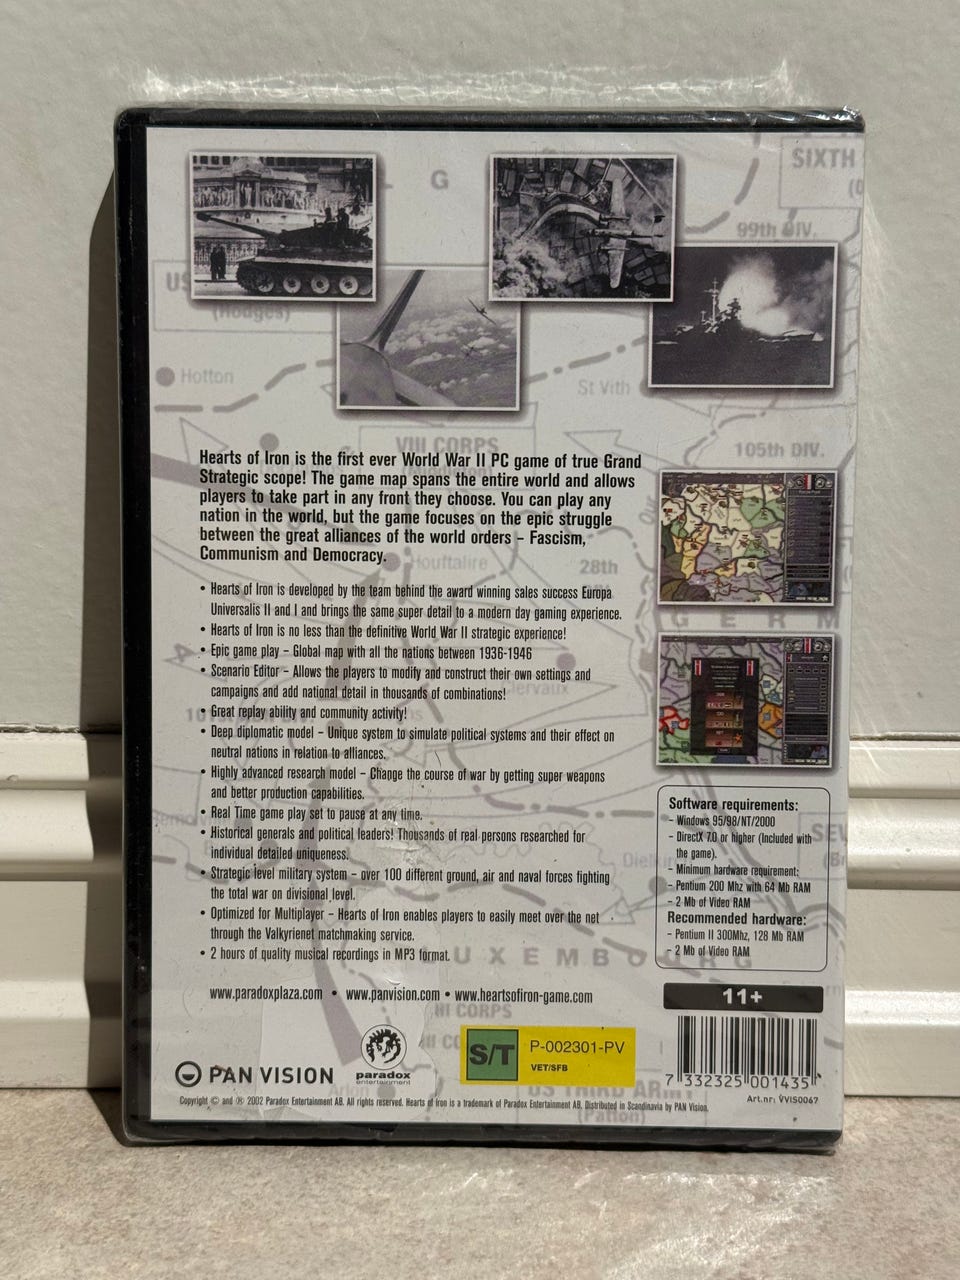 G
SIXTH
99th DIV.
US
(Hodges)
Hotton
St Vith
VIII CORPS
105th DIV.
Hearts of Iron is the first ever World War II PC game of true Grand
Strategic scope! The game map spans the entire world and allows
players to take part in any front they choose. You can play any
nation in the world, but the game focuses on the epic struggle
between the great alliances of the world orders – Fascism,
Communism and Democracy.
Houffalire
28th
G E R M
• Hearts of Iron is developed by the team behind the award winning sales success Europa
Universalis II and I and brings the same super detail to a modern day gaming experience.
• Hearts of Iron is no less than the definitive World War II strategic experience!
• Epic game play – Global map with all the nations between 1936-1946
• Scenario Editor – Allows the players to modify and construct their own settings and
campaigns and add national detail in thousands of combinations!
• Great replay ability and community activity!
• Deep diplomatic model – Unique system to simulate political systems and their effect on
neutral nations in relation to alliances.
• Highly advanced research model – Change the course of war by getting super weapons
and better production capabilities.
• Real Time game play set to pause at any time.
• Historical generals and political leaders! Thousands of real persons researched for
individual detailed uniqueness.
• Strategic level military system – over 100 different ground, air and naval forces fighting
the total war on divisional level.
• Optimized for Multiplayer – Hearts of Iron enables players to easily meet over the net
through the Valkyrienet matchmaking service.
• 2 hours of quality musical recordings in MP3 format.
Software requirements:
– Windows 95/98/NT/2000
– DirectX 7.0 or higher (Included with
the game).
– Minimum hardware requirement:
– Pentium 200 Mhz with 64 Mb RAM
– 2 Mb of Video RAM
Recommended hardware:
– Pentium II 300Mhz, 128 Mb RAM
– 2 Mb of Video RAM
LUXEMBOURG
www.paradoxplaza.com • www.panvision.com • www.heartsofiron-game.com
11+
III CORPS
PAN VISION
paradox
entertainment
S/T
P-002301-PV
VET/SFB
7 332325 001435
Art.nr: VVIS0067
US THIRD ARMY
(Patton)
Copyright © and ® 2002 Paradox Entertainment AB. All rights reserved. Hearts of Iron is a trademark of Paradox Entertainment AB. Distributed in Scandinavia by PAN Vision.